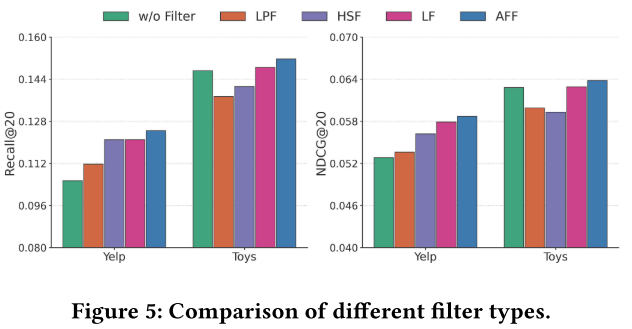 w/o Filter LPF HSF LF AFF
Recall@20
0.160
0.144
0.128
0.112
0.096
0.080
Yelp Toys
NDCG@20
0.070
0.064
0.058
0.052
0.046
0.040
Yelp Toys
Figure 5: Comparison of different filter types.